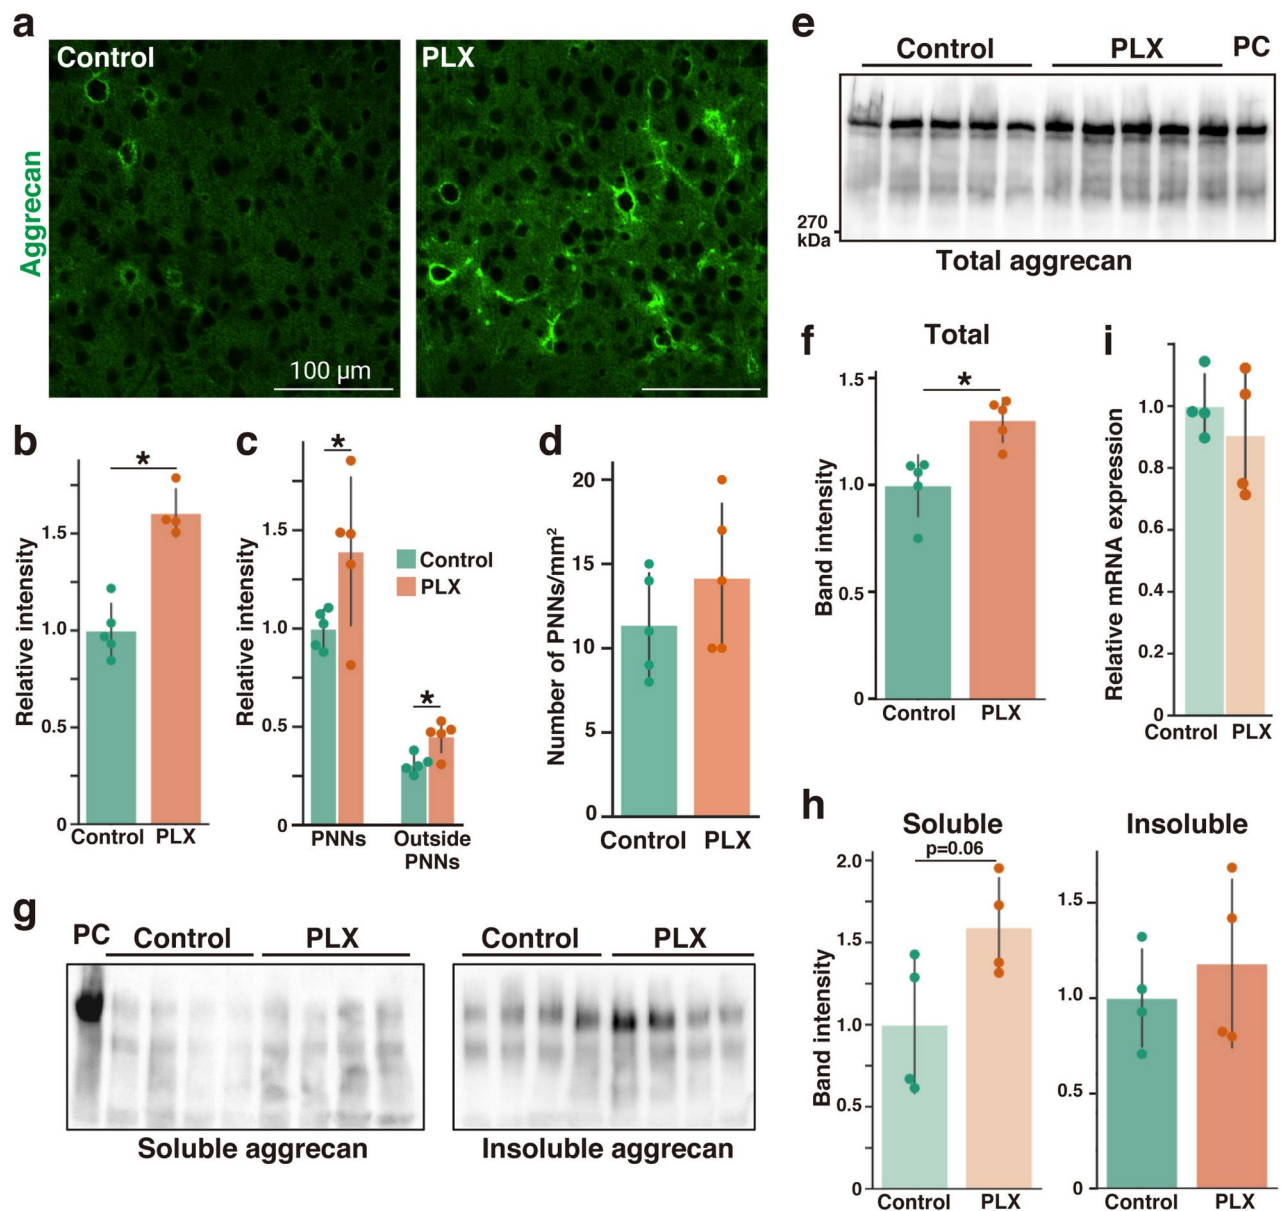 a
Control
PLX
Aggrecan
100 µm
e
Control PLX PC
270
kDa
Total aggrecan
b
*
Relative intensity
1.5
1.0
0.5
0
Control PLX
c
*
*
Relative intensity
1.5
1.0
0.5
0
Control
PLX
PNNs
Outside
PNNs
d
Number of PNNs/mm²
20
15
10
5
0
Control PLX
f
Total
*
Band intensity
1.5
1.0
0.5
0
Control PLX
i
Relative mRNA expression
1.0
0.8
0.6
0.4
0.2
0
Control PLX
g
PC Control PLX
Soluble aggrecan
Control PLX
Insoluble aggrecan
h
Soluble
p=0.06
Band intensity
2.0
1.5
1.0
0.5
0
Control PLX
Insoluble
1.5
1.0
0.5
0
Control PLX